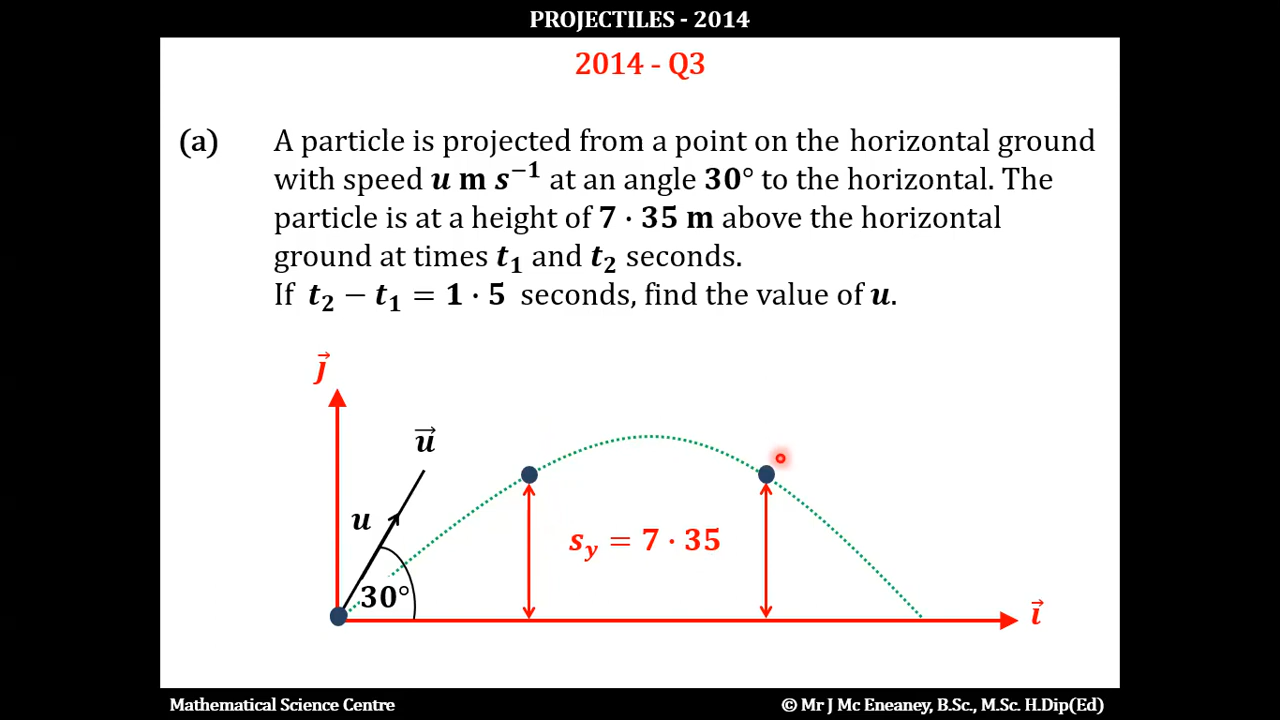 PROJECTILES - 2014
2014 - Q3
(a) A particle is projected from a point on the horizontal ground
with speed u m s⁻¹ at an angle 30° to the horizontal. The
particle is at a height of 7 · 35 m above the horizontal
ground at times t₁ and t₂ seconds.
If t₂ − t₁ = 1 · 5 seconds, find the value of u.
j⃗
u⃗
u
s_y = 7 · 35
30°
i⃗
Mathematical Science Centre
© Mr J Mc Eneaney, B.Sc., M.Sc. H.Dip(Ed)